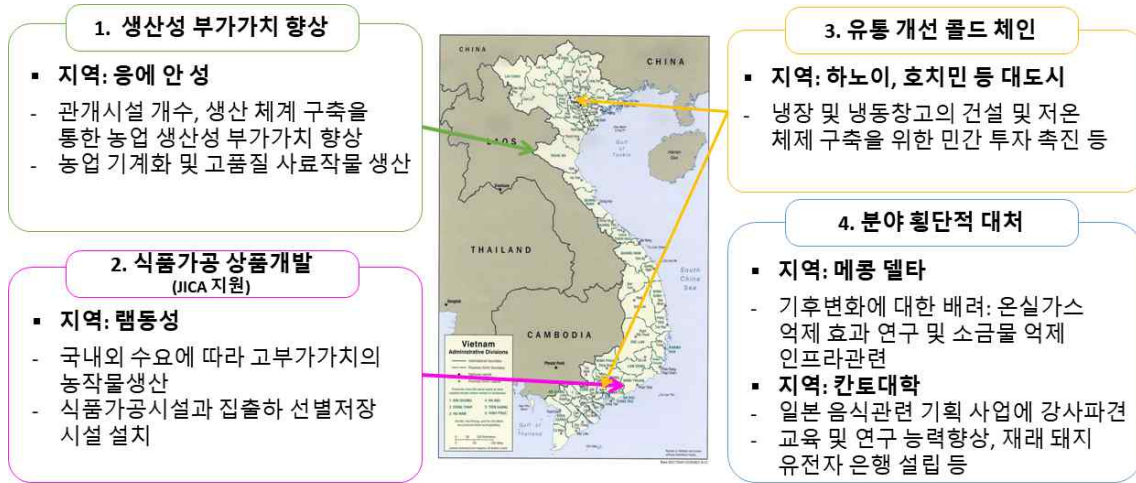 1. 생산성 부가가치 향상
▪ 지역: 응에 안 성
- 관개시설 개수, 생산 체계 구축을
통한 농업 생산성 부가가치 향상
- 농업 기계화 및 고품질 사료작물 생산
2. 식품가공 상품개발
(JICA 지원)
▪ 지역: 램동성
- 국내외 수요에 따라 고부가가치의
농작물생산
- 식품가공시설과 집출하 선별저장
시설 설치
CHINA
CHINA
LAOS
Gulf of Tonkin
THAILAND
South
China
Sea
CAMBODIA
Vietnam
Administrative Divisions
Gulf of
Thailand
3. 유통 개선 콜드 체인
▪ 지역: 하노이, 호치민 등 대도시
- 냉장 및 냉동창고의 건설 및 저온
체제 구축을 위한 민간 투자 촉진 등
4. 분야 횡단적 대처
▪ 지역: 메콩 델타
- 기후변화에 대한 배려: 온실가스
억제 효과 연구 및 소금물 억제
인프라관련
▪ 지역: 칸토대학
- 일본 음식관련 기획 사업에 강사파견
- 교육 및 연구 능력향상, 재래 돼지
유전자 은행 설립 등